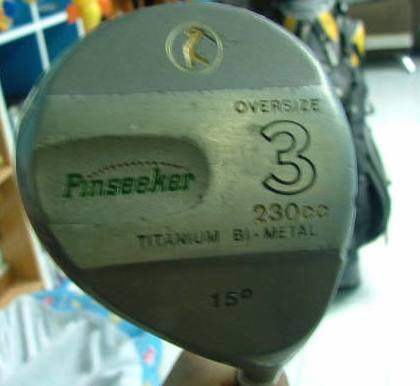 OVERSIZE
3
Pinseeker
230cc
TITANIUM BI-METAL
15°